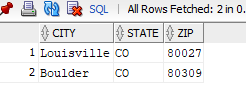 SQL | All Rows Fetched: 2 in 0.
CITY STATE ZIP
1 Louisville CO 80027
2 Boulder CO 80309